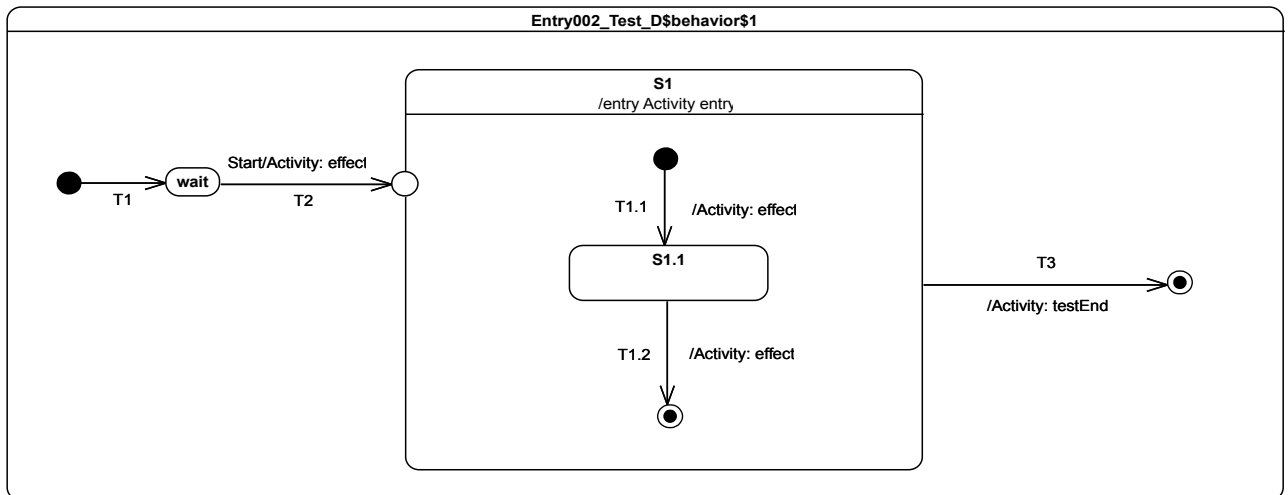 Entry002_Test_D$behavior$1
S1
/entry Activity entry
Start/Activity: effect
wait
T1
T2
T1.1
/Activity: effect
S1.1
T3
/Activity: testEnd
T1.2
/Activity: effect